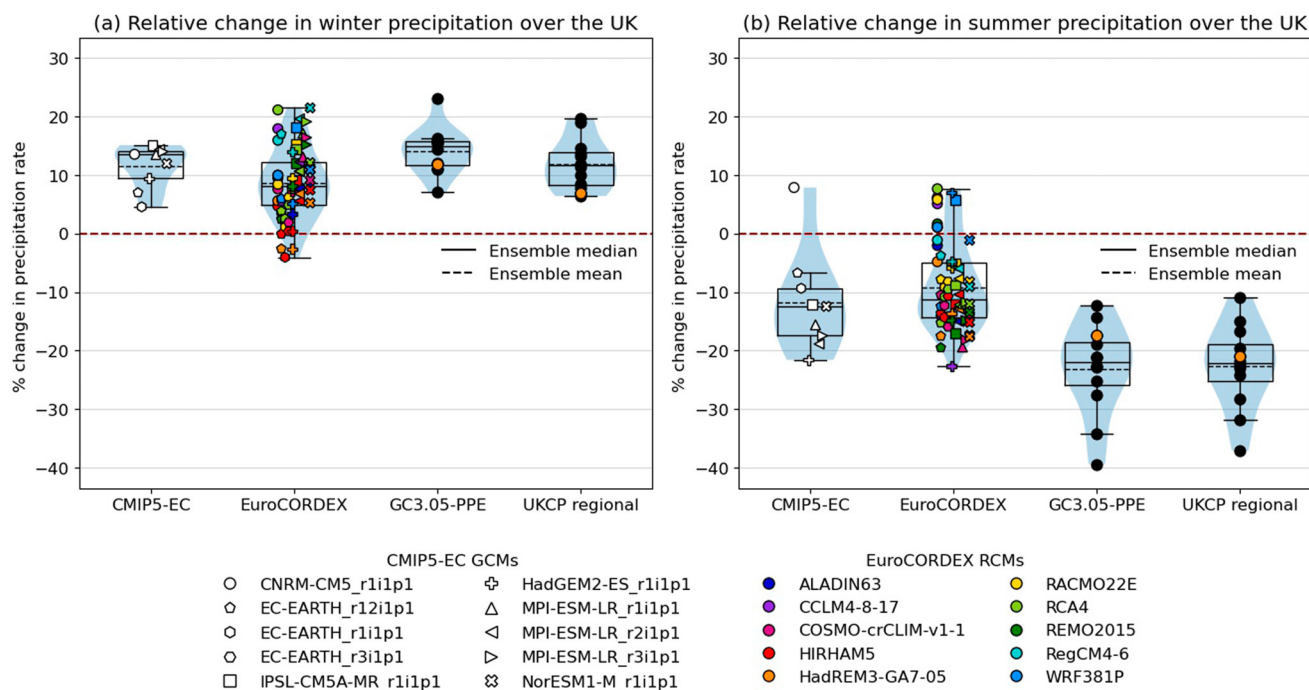 (a) Relative change in winter precipitation over the UK
(b) Relative change in summer precipitation over the UK
% change in precipitation rate
30
20
10
0
−10
−20
−30
−40
Ensemble median
Ensemble mean
CMIP5-EC
EuroCORDEX
GC3.05-PPE
UKCP regional
% change in precipitation rate
30
20
10
0
−10
−20
−30
−40
Ensemble median
Ensemble mean
CMIP5-EC
EuroCORDEX
GC3.05-PPE
UKCP regional
CMIP5-EC GCMs
CNRM-CM5_r1i1p1
EC-EARTH_r12i1p1
EC-EARTH_r1i1p1
EC-EARTH_r3i1p1
IPSL-CM5A-MR_r1i1p1
HadGEM2-ES_r1i1p1
MPI-ESM-LR_r1i1p1
MPI-ESM-LR_r2i1p1
MPI-ESM-LR_r3i1p1
NorESM1-M_r1i1p1
EuroCORDEX RCMs
ALADIN63
CCLM4-8-17
COSMO-crCLIM-v1-1
HIRHAM5
HadREM3-GA7-05
RACMO22E
RCA4
REMO2015
RegCM4-6
WRF381P